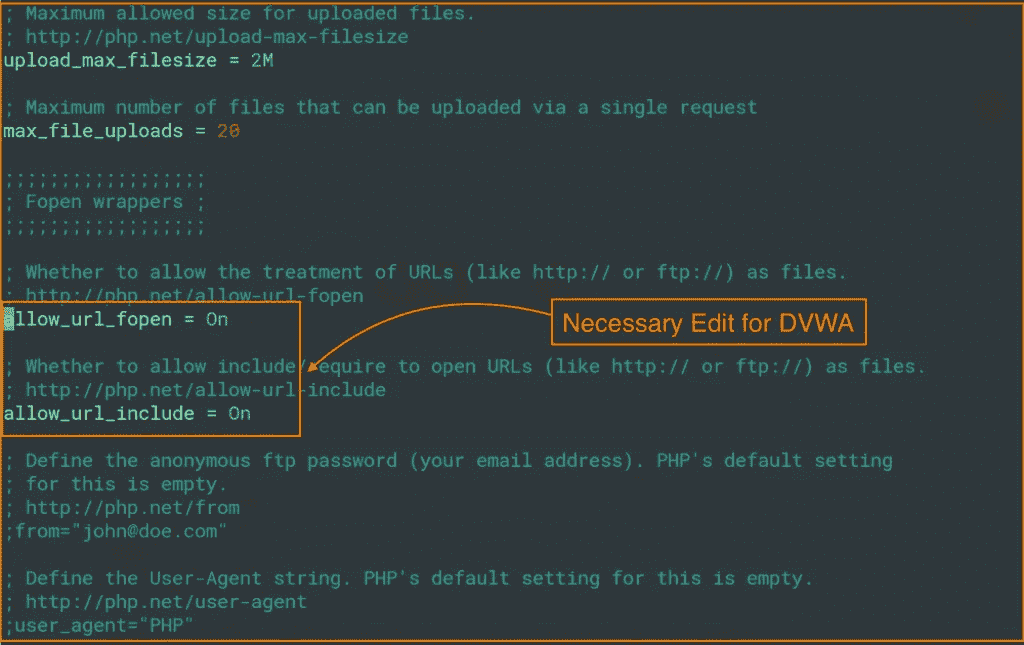 ; Maximum allowed size for uploaded files.
; http://php.net/upload-max-filesize
upload_max_filesize = 2M
; Maximum number of files that can be uploaded via a single request
max_file_uploads = 20
;;;;;;;;;;;;;;;;;;
; Fopen wrappers ;
;;;;;;;;;;;;;;;;;;
; Whether to allow the treatment of URLs (like http:// or ftp://) as files.
; http://php.net/allow-url-fopen
allow_url_fopen = On
Necessary Edit for DVWA
; Whether to allow include/require to open URLs (like http:// or ftp://) as files.
; http://php.net/allow-url-include
allow_url_include = On
; Define the anonymous ftp password (your email address). PHP's default setting
; for this is empty.
; http://php.net/from
;from="john@doe.com"
; Define the User-Agent string. PHP's default setting for this is empty.
; http://php.net/user-agent
;user_agent="PHP"